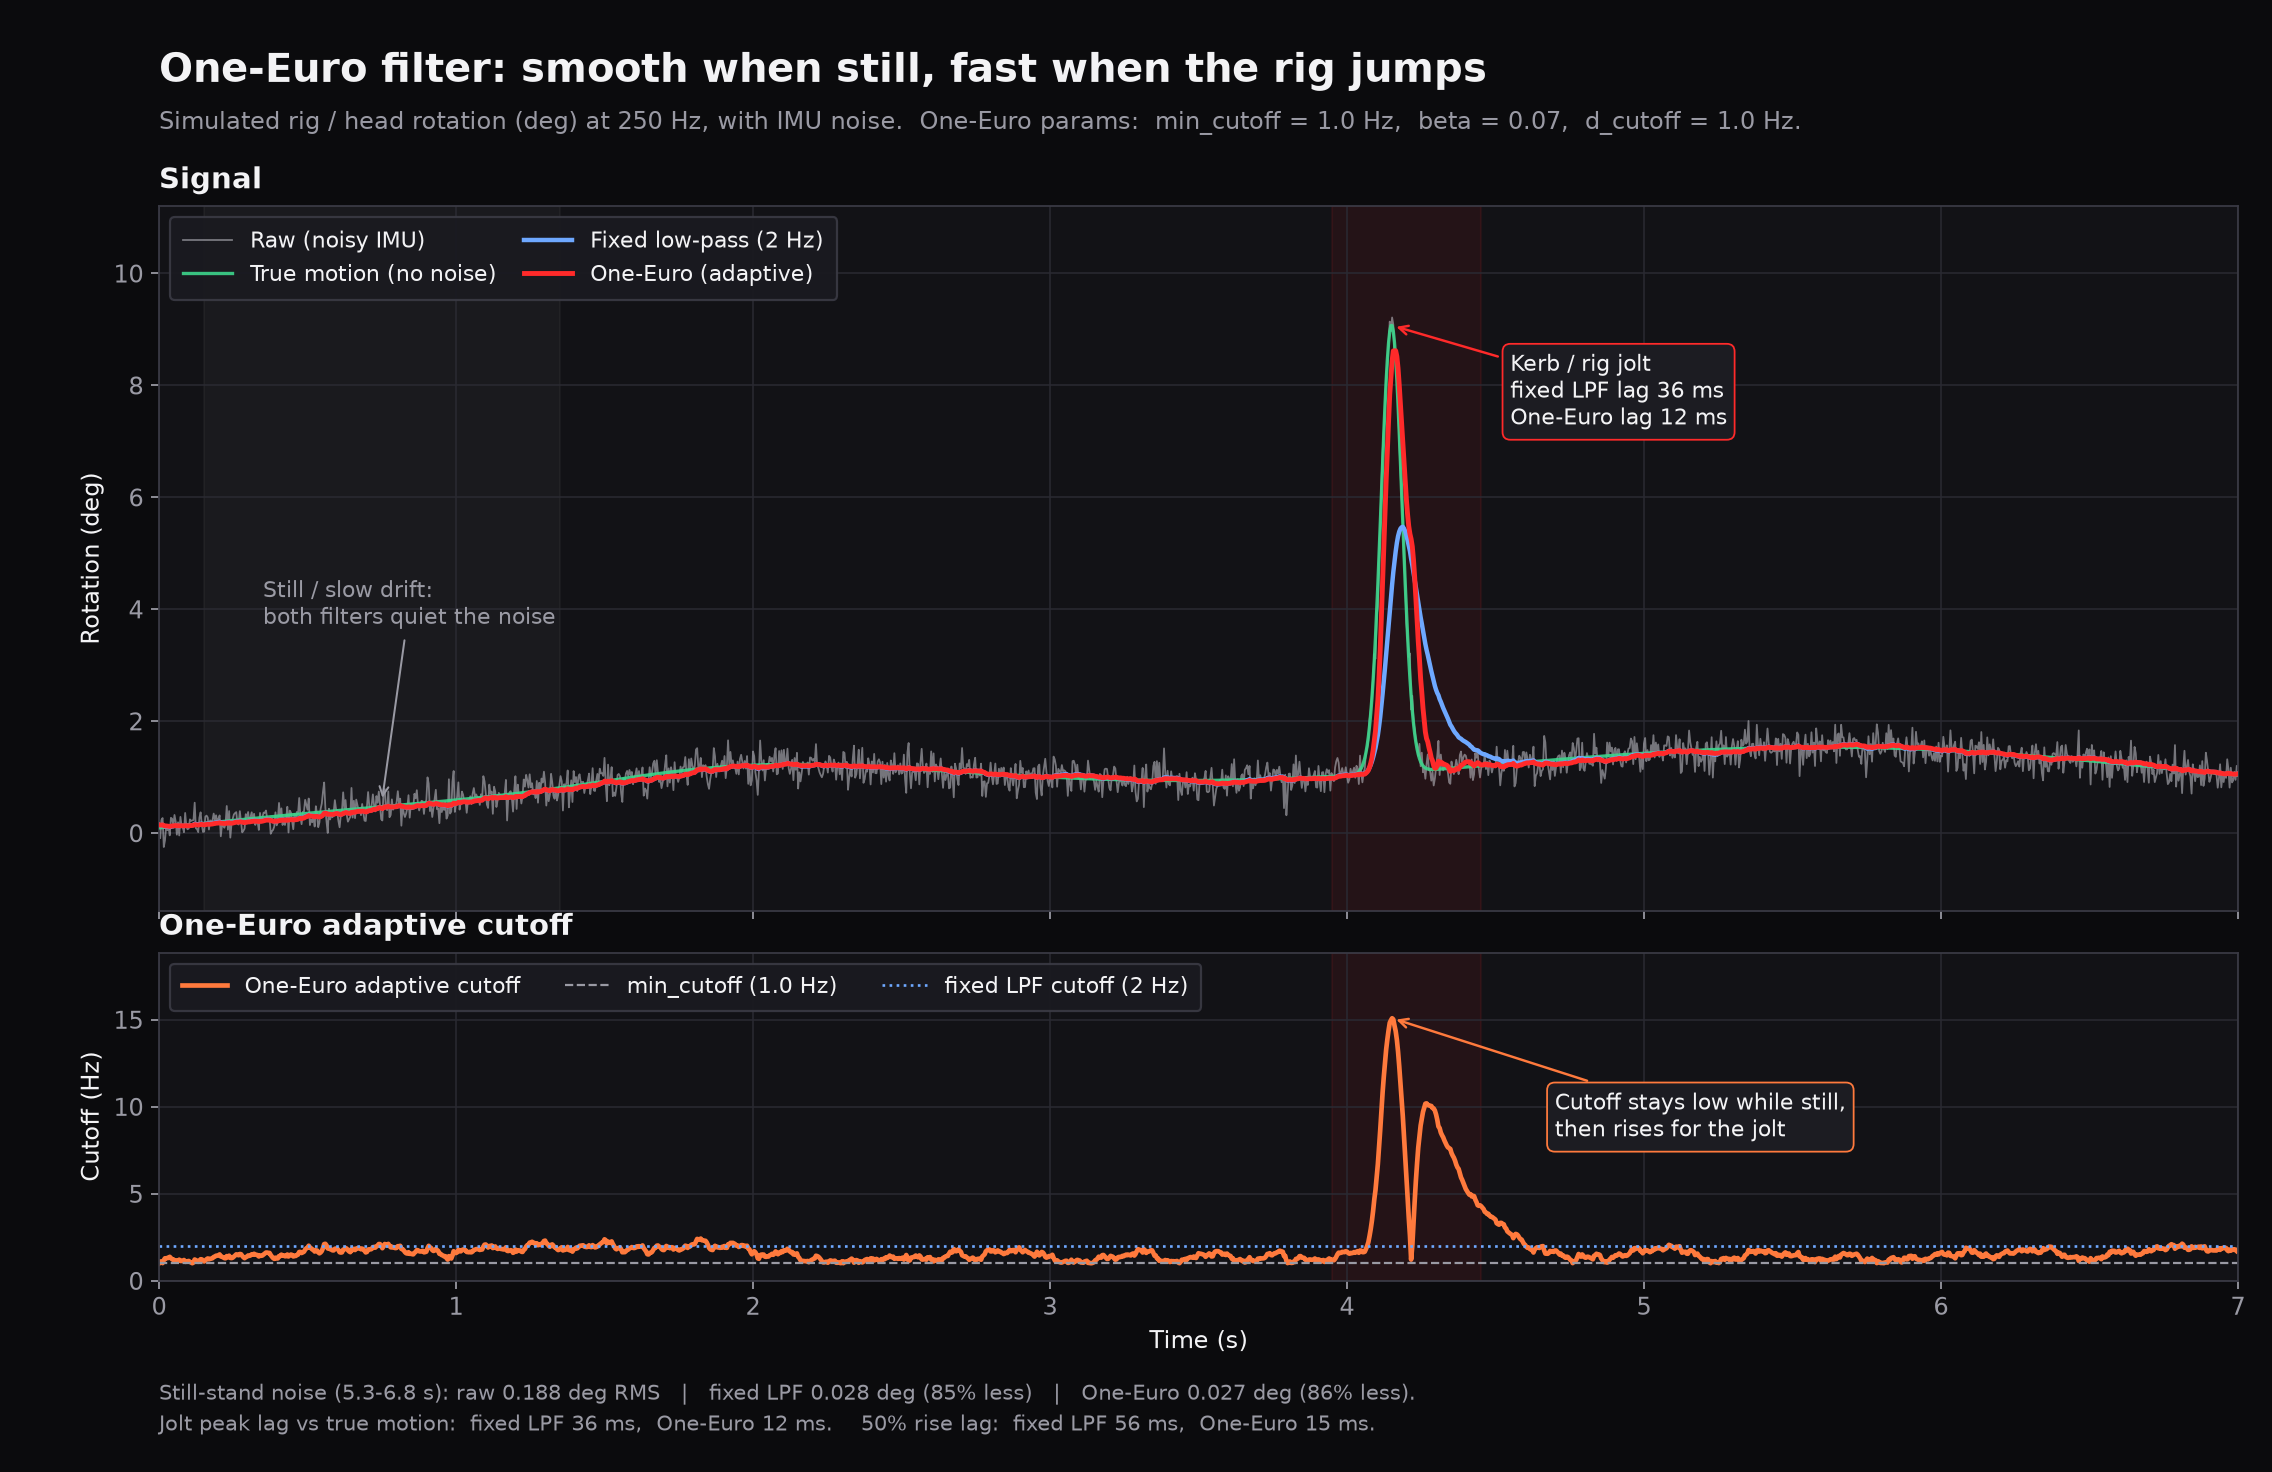 One-Euro filter: smooth when still, fast when the rig jumps
Simulated rig / head rotation (deg) at 250 Hz, with IMU noise.  One-Euro params:  min_cutoff = 1.0 Hz,  beta = 0.07,  d_cutoff = 1.0 Hz.
Signal
Raw (noisy IMU)
True motion (no noise)
Fixed low-pass (2 Hz)
One-Euro (adaptive)
10
8
6
4
2
0
Rotation (deg)
Still / slow drift:
both filters quiet the noise
Kerb / rig jolt
fixed LPF lag 36 ms
One-Euro lag 12 ms
One-Euro adaptive cutoff
One-Euro adaptive cutoff
min_cutoff (1.0 Hz)
fixed LPF cutoff (2 Hz)
15
10
5
0
Cutoff (Hz)
Cutoff stays low while still,
then rises for the jolt
0 1 2 3 4 5 6 7
Time (s)
Still-stand noise (5.3-6.8 s): raw 0.188 deg RMS   |   fixed LPF 0.028 deg (85% less)   |   One-Euro 0.027 deg (86% less).
Jolt peak lag vs true motion:  fixed LPF 36 ms,  One-Euro 12 ms.    50% rise lag:  fixed LPF 56 ms,  One-Euro 15 ms.